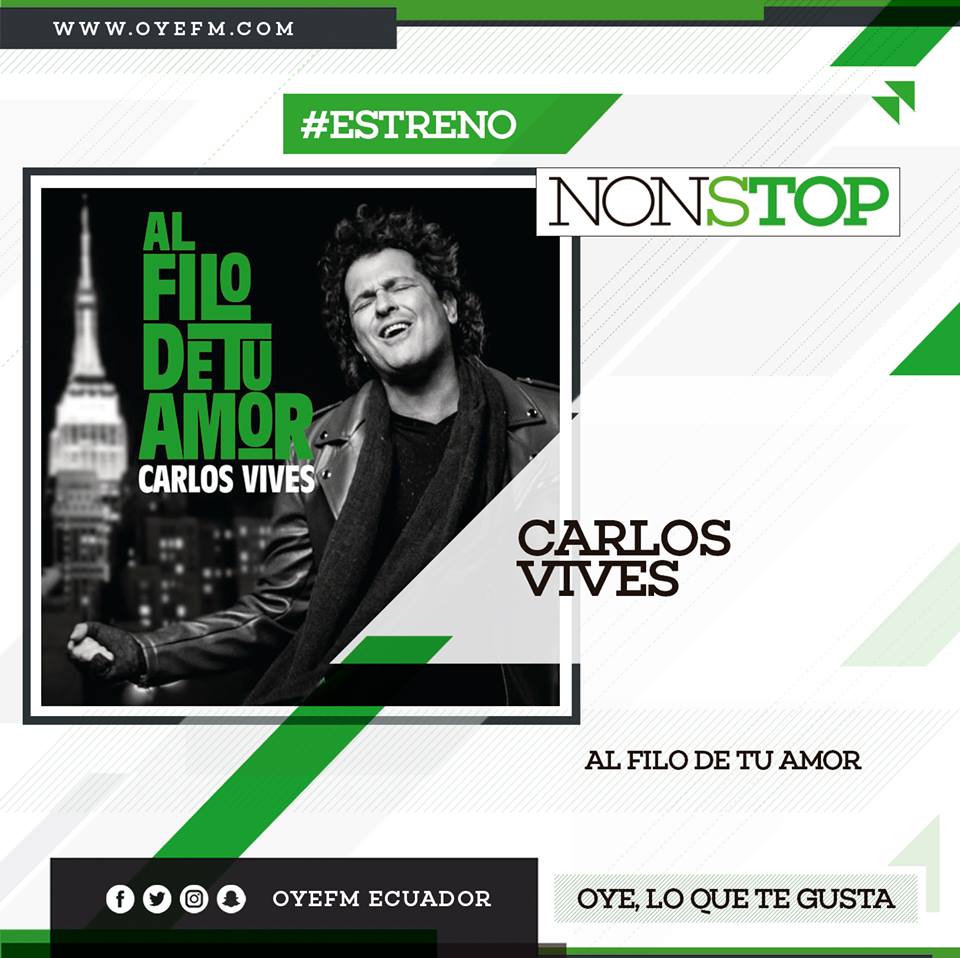 WWW.OYEFM.COM
#ESTRENO
NONSTOP
AL
FILO
DE TU
AMOR
CARLOS VIVES
CARLOS
VIVES
AL FILO DE TU AMOR
OYEFM ECUADOR
OYE, LO QUE TE GUSTA